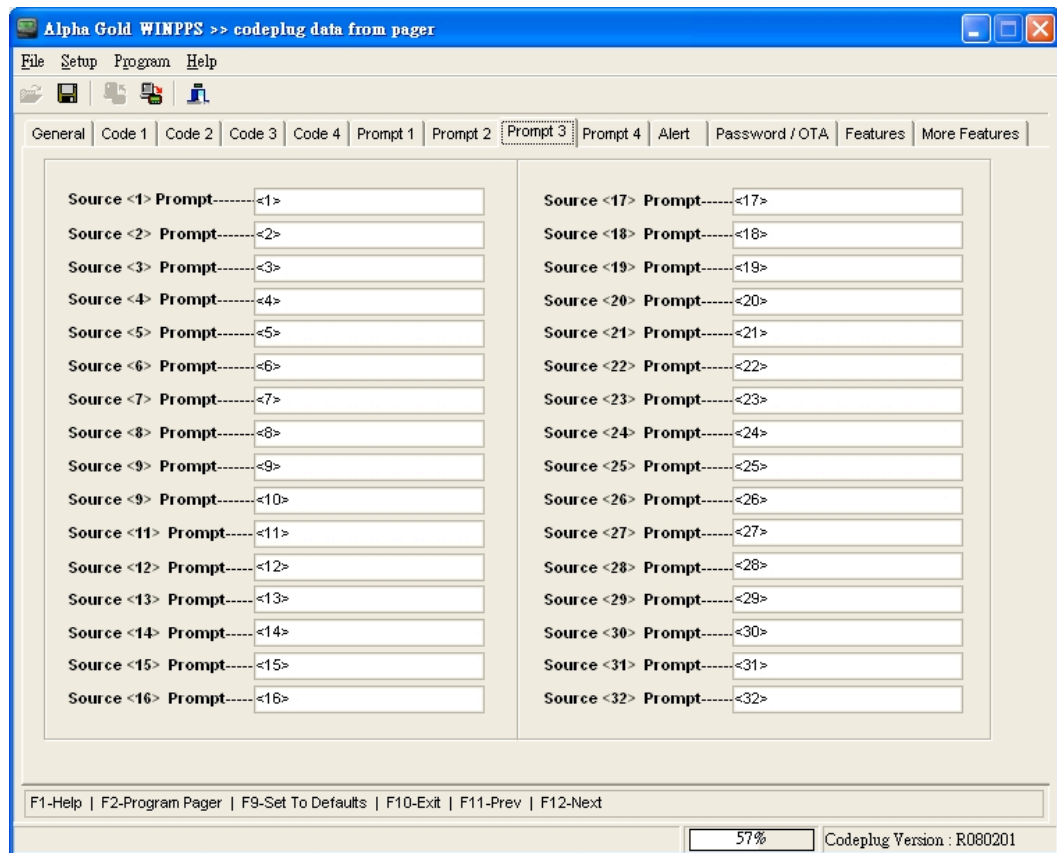 Alpha Gold WINPPS >> codeplug data from pager
File Setup Program Help
General Code 1 Code 2 Code 3 Code 4 Prompt 1 Prompt 2 Prompt 3 Prompt 4 Alert Password / OTA Features More Features
Source <1> Prompt--------<1>
Source <2> Prompt-------<2>
Source <3> Prompt-------<3>
Source <4> Prompt-------<4>
Source <5> Prompt-------<5>
Source <6> Prompt-------<6>
Source <7> Prompt-------<7>
Source <8> Prompt-------<8>
Source <9> Prompt-------<9>
Source <9> Prompt-------<10>
Source <11> Prompt-----<11>
Source <12> Prompt-----<12>
Source <13> Prompt-----<13>
Source <14> Prompt-----<14>
Source <15> Prompt-----<15>
Source <16> Prompt-----<16>
Source <17> Prompt------<17>
Source <18> Prompt------<18>
Source <19> Prompt------<19>
Source <20> Prompt------<20>
Source <21> Prompt------<21>
Source <22> Prompt------<22>
Source <23> Prompt------<23>
Source <24> Prompt------<24>
Source <25> Prompt------<25>
Source <26> Prompt------<26>
Source <27> Prompt------<27>
Source <28> Prompt------<28>
Source <29> Prompt------<29>
Source <30> Prompt------<30>
Source <31> Prompt------<31>
Source <32> Prompt------<32>
F1-Help | F2-Program Pager | F9-Set To Defaults | F10-Exit | F11-Prev | F12-Next
57% Codeplug Version : R080201